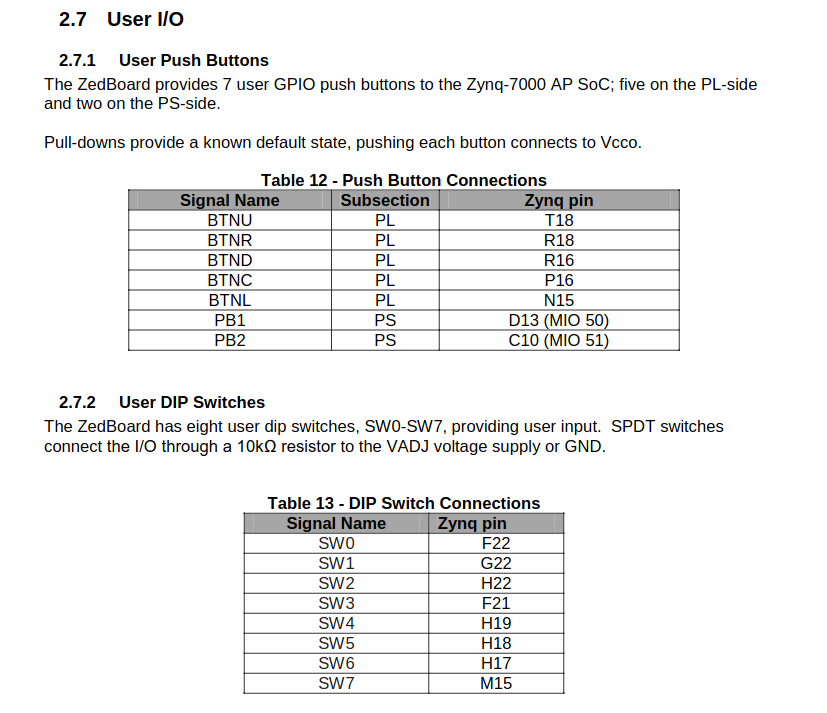 2.7 User I/O
2.7.1 User Push Buttons
The ZedBoard provides 7 user GPIO push buttons to the Zynq-7000 AP SoC; five on the PL-side
and two on the PS-side.
Pull-downs provide a known default state, pushing each button connects to Vcco.
Table 12 - Push Button Connections
Signal Name Subsection Zynq pin
BTNU PL T18
BTNR PL R18
BTND PL R16
BTNC PL P16
BTNL PL N15
PB1 PS D13 (MIO 50)
PB2 PS C10 (MIO 51)
2.7.2 User DIP Switches
The ZedBoard has eight user dip switches, SW0-SW7, providing user input. SPDT switches
connect the I/O through a 10kΩ resistor to the VADJ voltage supply or GND.
Table 13 - DIP Switch Connections
Signal Name Zynq pin
SW0 F22
SW1 G22
SW2 H22
SW3 F21
SW4 H19
SW5 H18
SW6 H17
SW7 M15